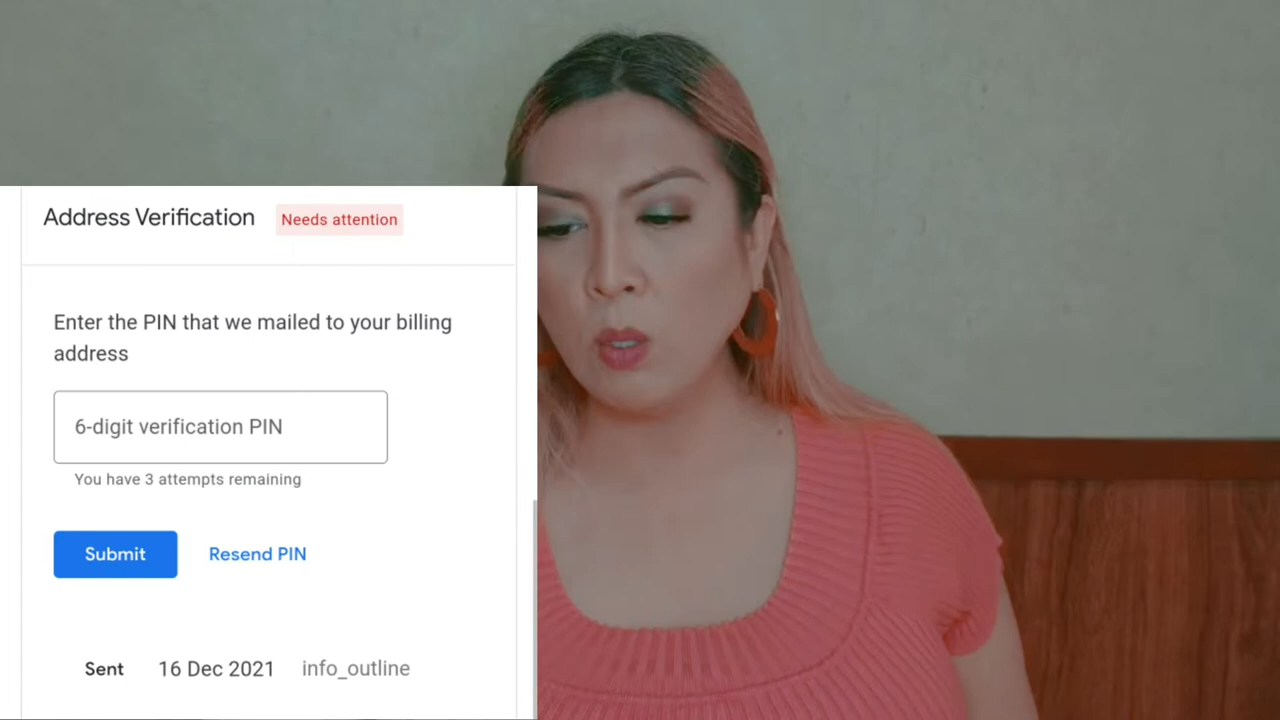 Address Verification Needs attention
Enter the PIN that we mailed to your billing
address
6-digit verification PIN
You have 3 attempts remaining
Submit Resend PIN
Sent 16 Dec 2021 info_outline